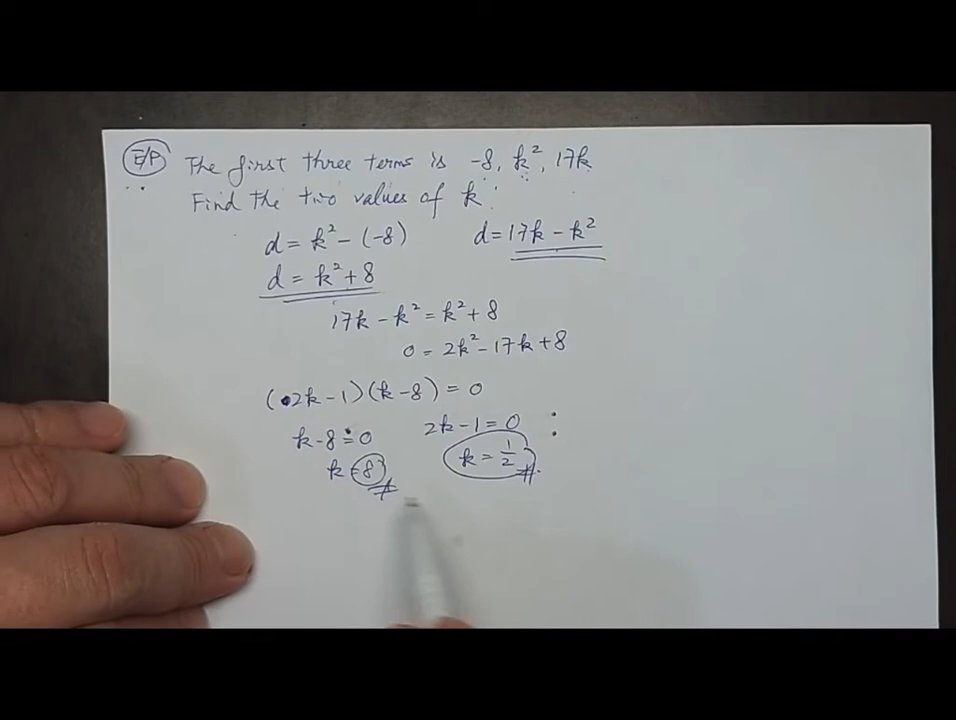 E/P The first three terms is -8, k², 17k
Find the two values of k
d = k² - (-8) d = 17k - k²
d = k² + 8
17k - k² = k² + 8
0 = 2k² - 17k + 8
(2k - 1)(k - 8) = 0
k - 8 = 0 2k - 1 = 0
k = 8 k = 1/2